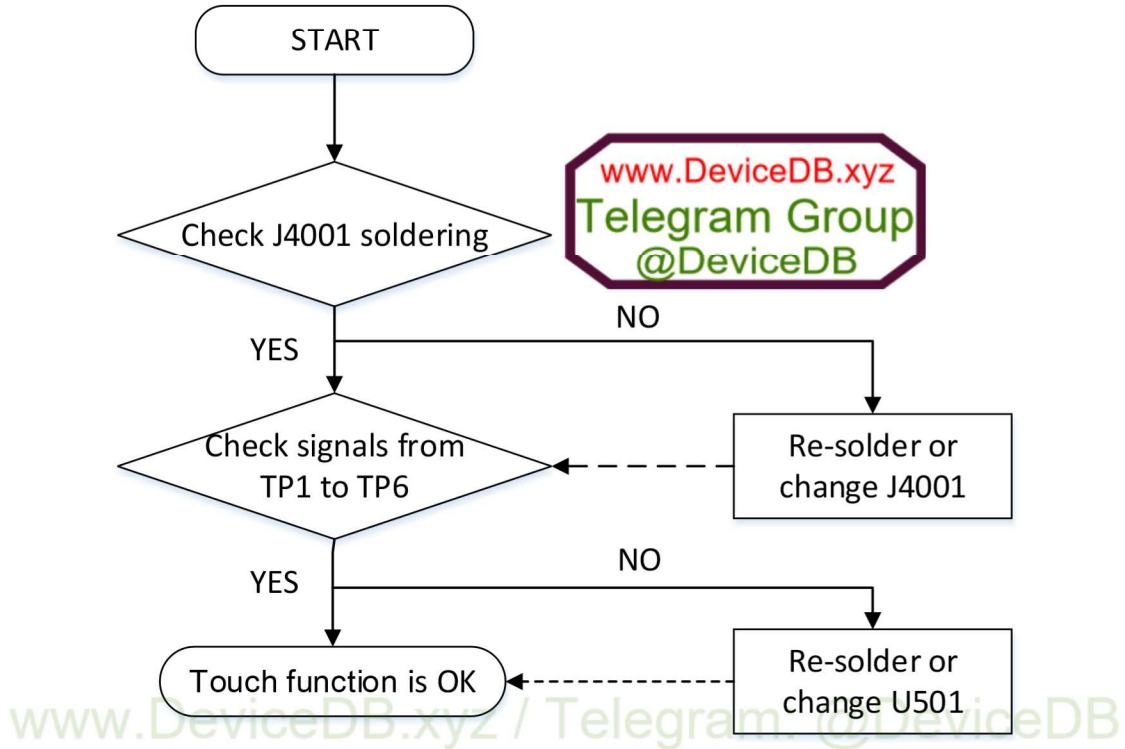 START
Check J4001 soldering
www.DeviceDB.xyz
Telegram Group
@DeviceDB
NO
YES
Check signals from
TP1 to TP6
Re-solder or
change J4001
NO
YES
Touch function is OK
Re-solder or
change U501
www.DeviceDB.xyz / Telegram: @DeviceDB